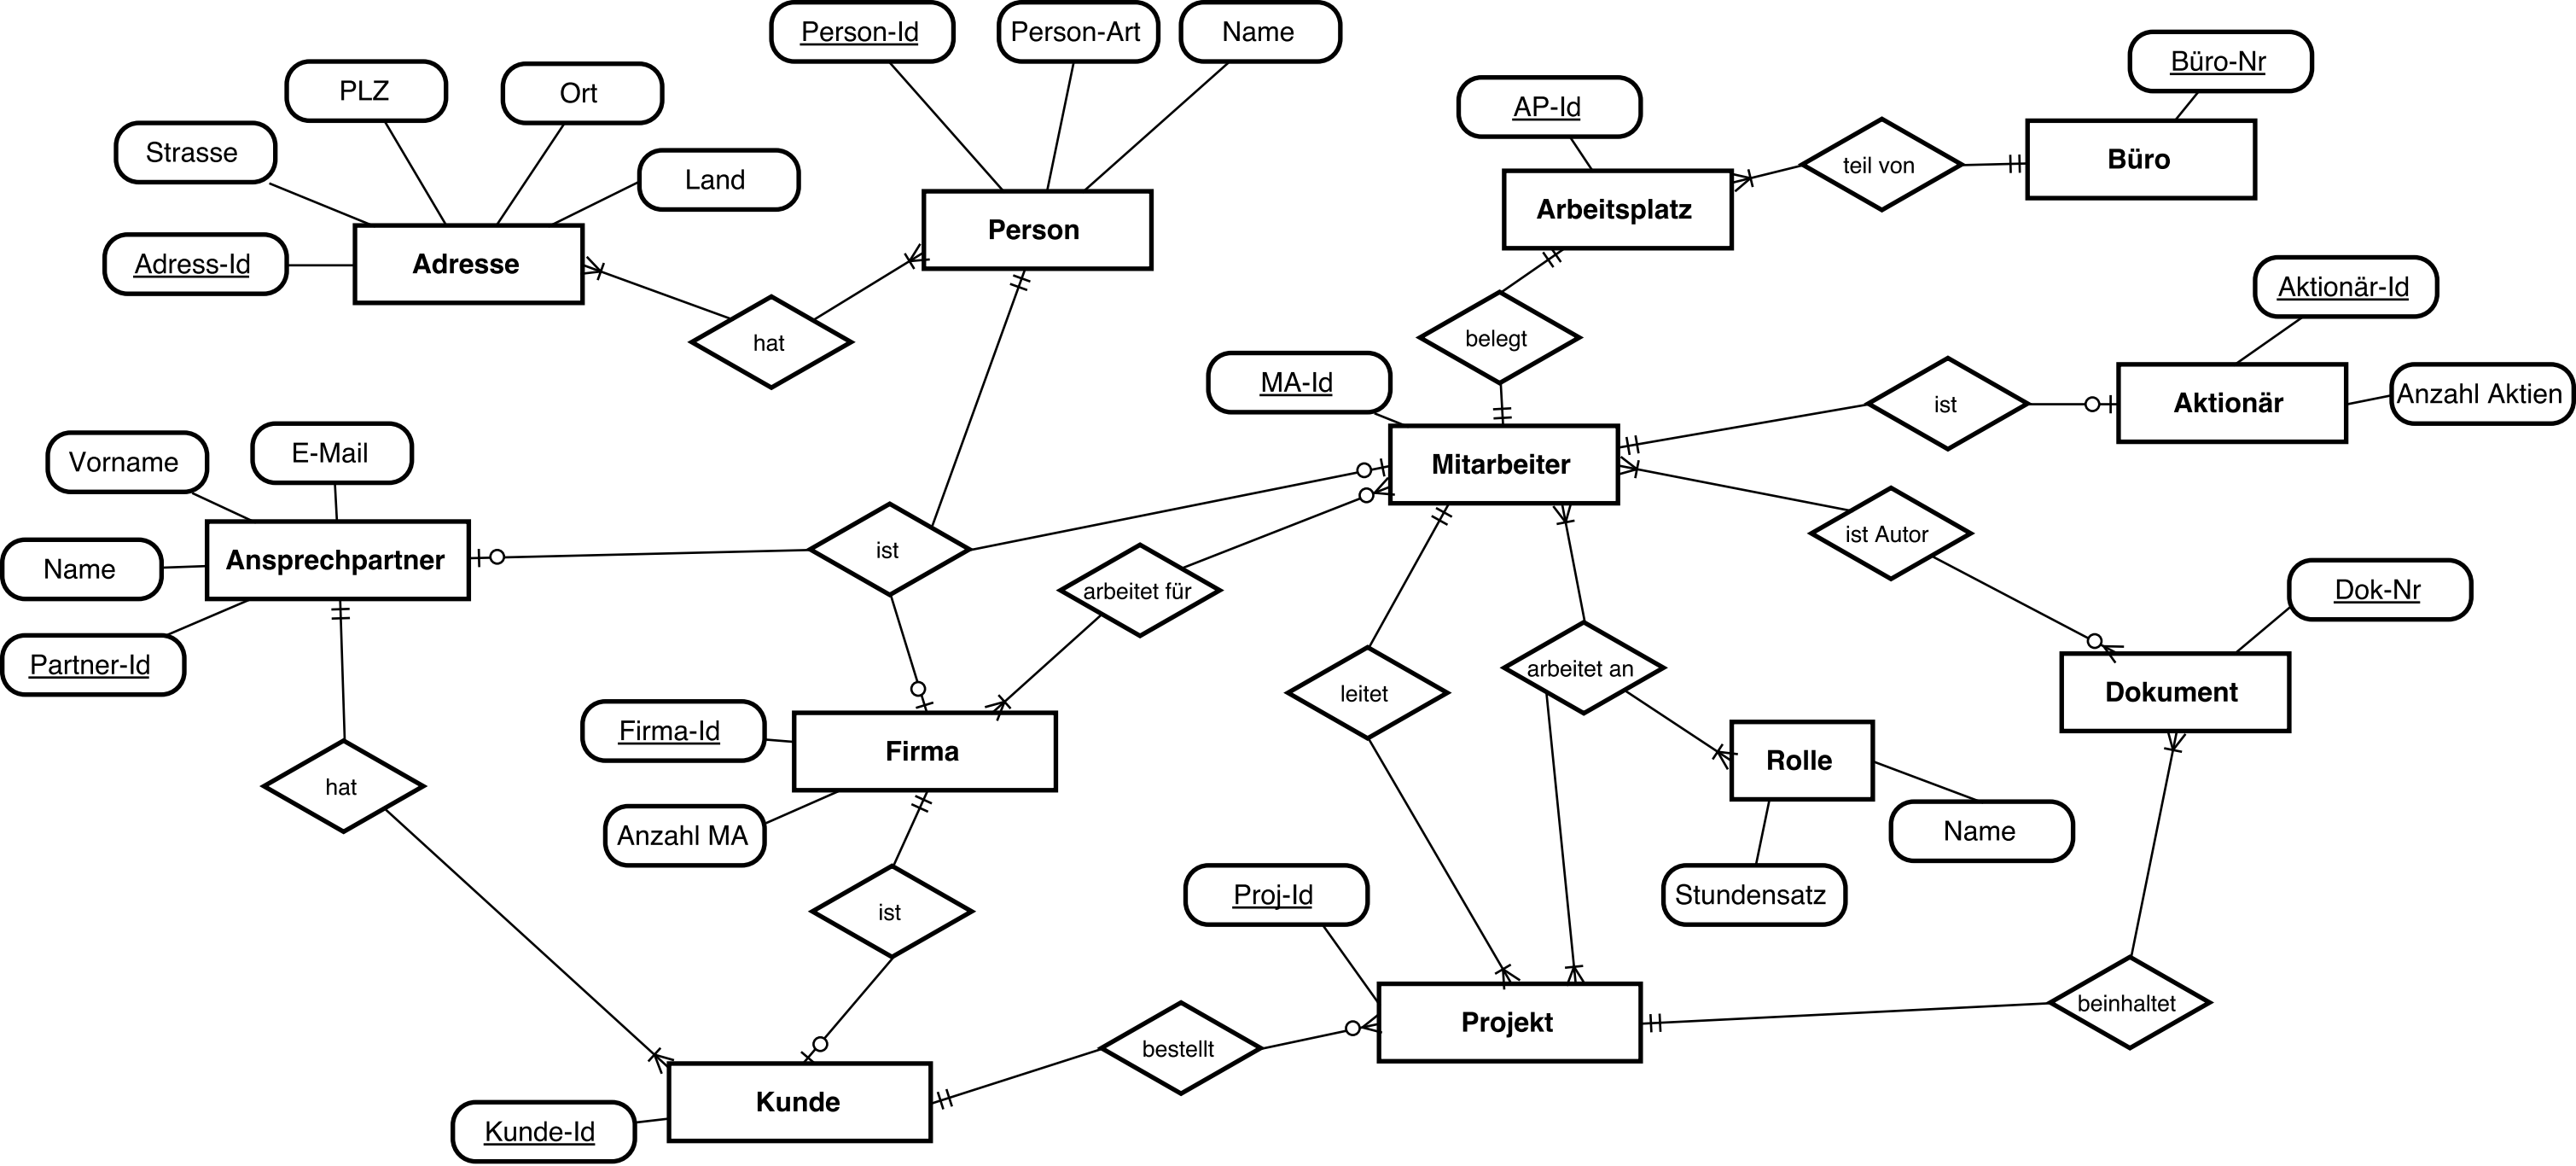 Person-Id
Person-Art
Name
Büro-Nr
PLZ
Ort
AP-Id
Strasse
Land
teil von
Büro
Arbeitsplatz
Person
Adress-Id
Adresse
Aktionär-Id
hat
belegt
MA-Id
ist
Aktionär
Anzahl Aktien
Vorname
E-Mail
Mitarbeiter
ist Autor
Name
Ansprechpartner
ist
arbeitet für
Dok-Nr
Partner-Id
leitet
arbeitet an
Dokument
Firma-Id
Firma
Rolle
hat
Anzahl MA
Name
Proj-Id
Stundensatz
ist
beinhaltet
bestellt
Projekt
Kunde
Kunde-Id